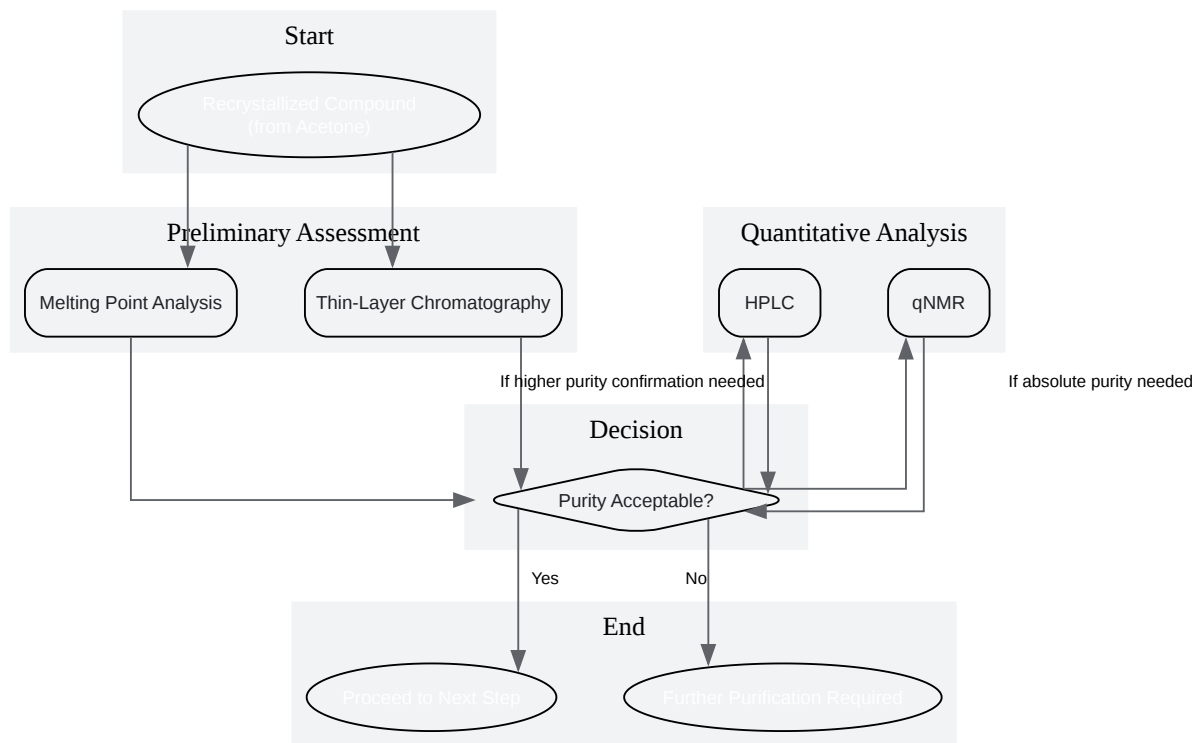 Start
Recrystallized Compound
(from Acetone)
Preliminary Assessment
Quantitative Analysis
Melting Point Analysis
Thin-Layer Chromatography
HPLC
qNMR
If higher purity confirmation needed
If absolute purity needed
Decision
Purity Acceptable?
Yes
No
End
Proceed to Next Step
Further Purification Required